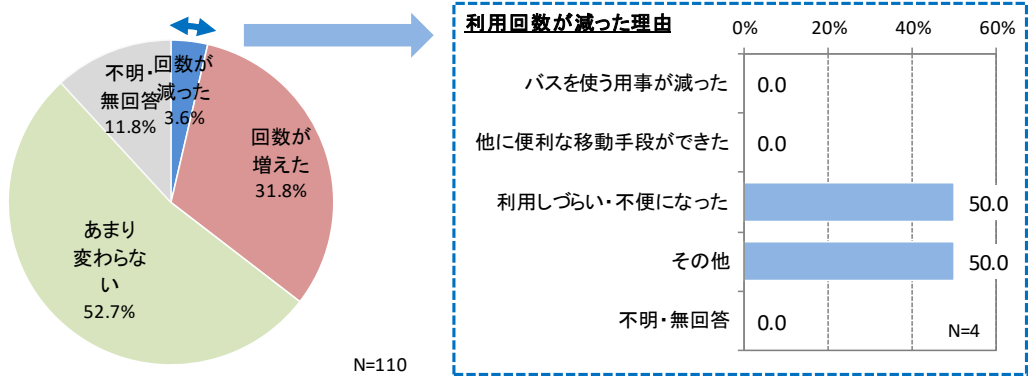 回数が
減った
3.6%
回数が
増えた
31.8%
あまり
変わらな
い
52.7%
不明・
無回答
11.8%
N=110
利用回数が減った理由
0% 20% 40% 60%
バスを使う用事が減った 0.0
他に便利な移動手段ができた 0.0
利用しづらい・不便になった 50.0
その他 50.0
不明・無回答 0.0
N=4